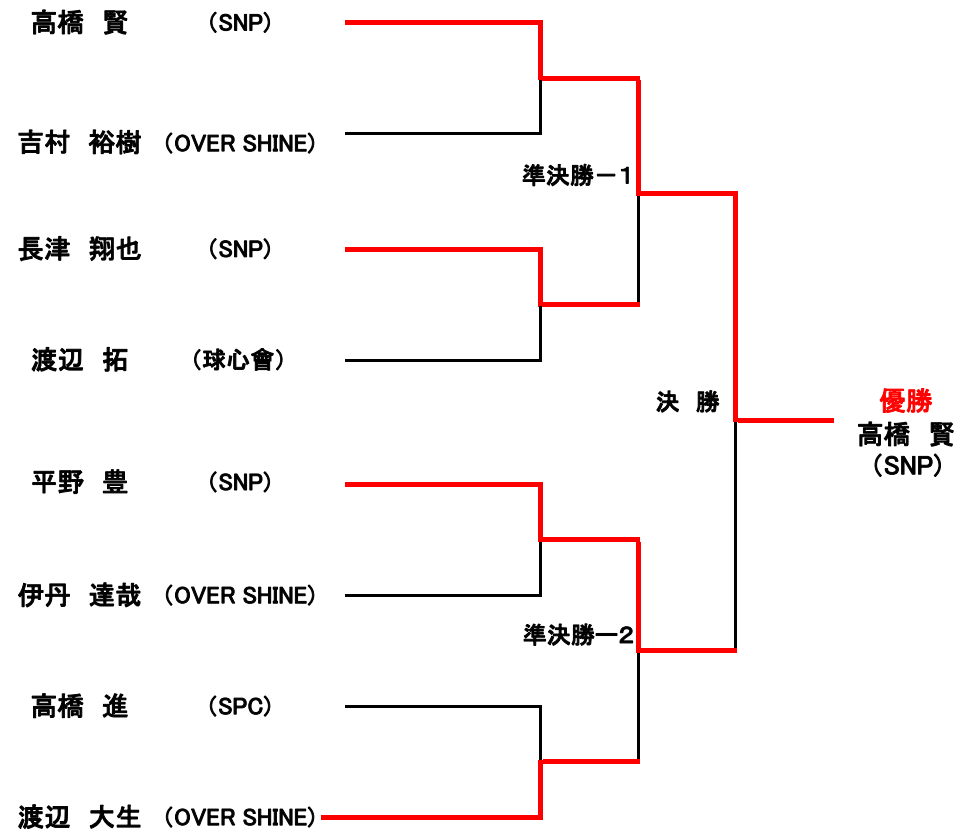 高橋　賢　（SNP）
吉村　裕樹　（OVER SHINE）
準決勝－1
長津　翔也　（SNP）
渡辺　拓　（球心會）
決　勝
優勝
高橋　賢
（SNP）
平野　豊　（SNP）
伊丹　達哉　（OVER SHINE）
準決勝－2
高橋　進　（SPC）
渡辺　大生　（OVER SHINE）